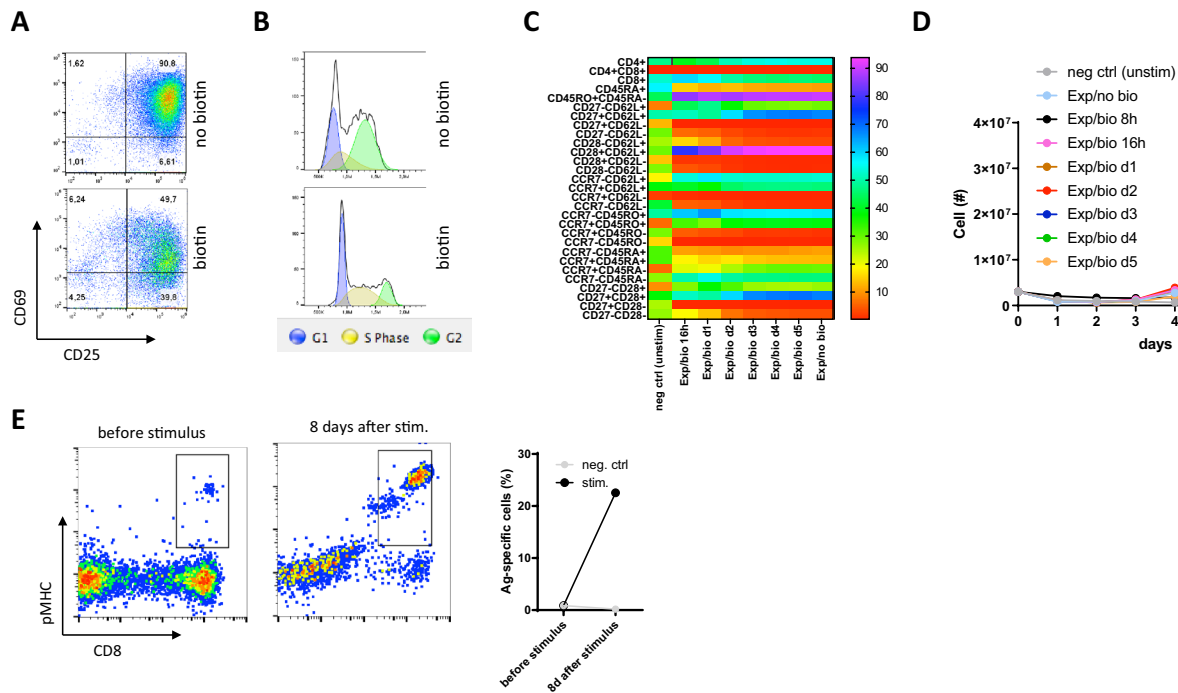 A
1,62
90,8
1,01
6,61
no biotin
6,24
49,7
4,25
39,8
biotin
CD69
CD25
B
500K
1,0M
1,5M
2,0M
no biotin
biotin
G1
S Phase
G2
C
CD4+
CD4+CD8+
CD8+
CD45RA+
CD45RO+CD45RA-
CD27-CD62L+
CD27+CD62L+
CD27+CD62L-
CD27-CD62L-
CD28-CD62L+
CD28+CD62L+
CD28+CD62L-
CD28-CD62L-
CCR7-CD62L+
CCR7+CD62L+
CCR7+CD62L-
CCR7-CD62L-
CCR7-CD45RO+
CCR7+CD45RO+
CCR7+CD45RO-
CCR7-CD45RO-
CCR7-CD45RA+
CCR7+CD45RA+
CCR7+CD45RA-
CCR7-CD45RA-
CD27-CD28+
CD27+CD28+
CD27+CD28-
CD27-CD28-
neg ctrl (unstim)
Exp/bio 16h
Exp/bio d1
Exp/bio d2
Exp/bio d3
Exp/bio d4
Exp/bio d5
Exp/no bio
90
80
70
60
50
40
30
20
10
D
neg ctrl (unstim)
Exp/no bio
Exp/bio 8h
Exp/bio 16h
Exp/bio d1
Exp/bio d2
Exp/bio d3
Exp/bio d4
Exp/bio d5
4×10⁷
3×10⁷
2×10⁷
1×10⁷
0
Cell (#)
0 1 2 3 4
days
E
before stimulus
8 days after stim.
pMHC
CD8
30
20
10
0
Ag-specific cells (%)
neg. ctrl
stim.
before stimulus
8d after stimulus